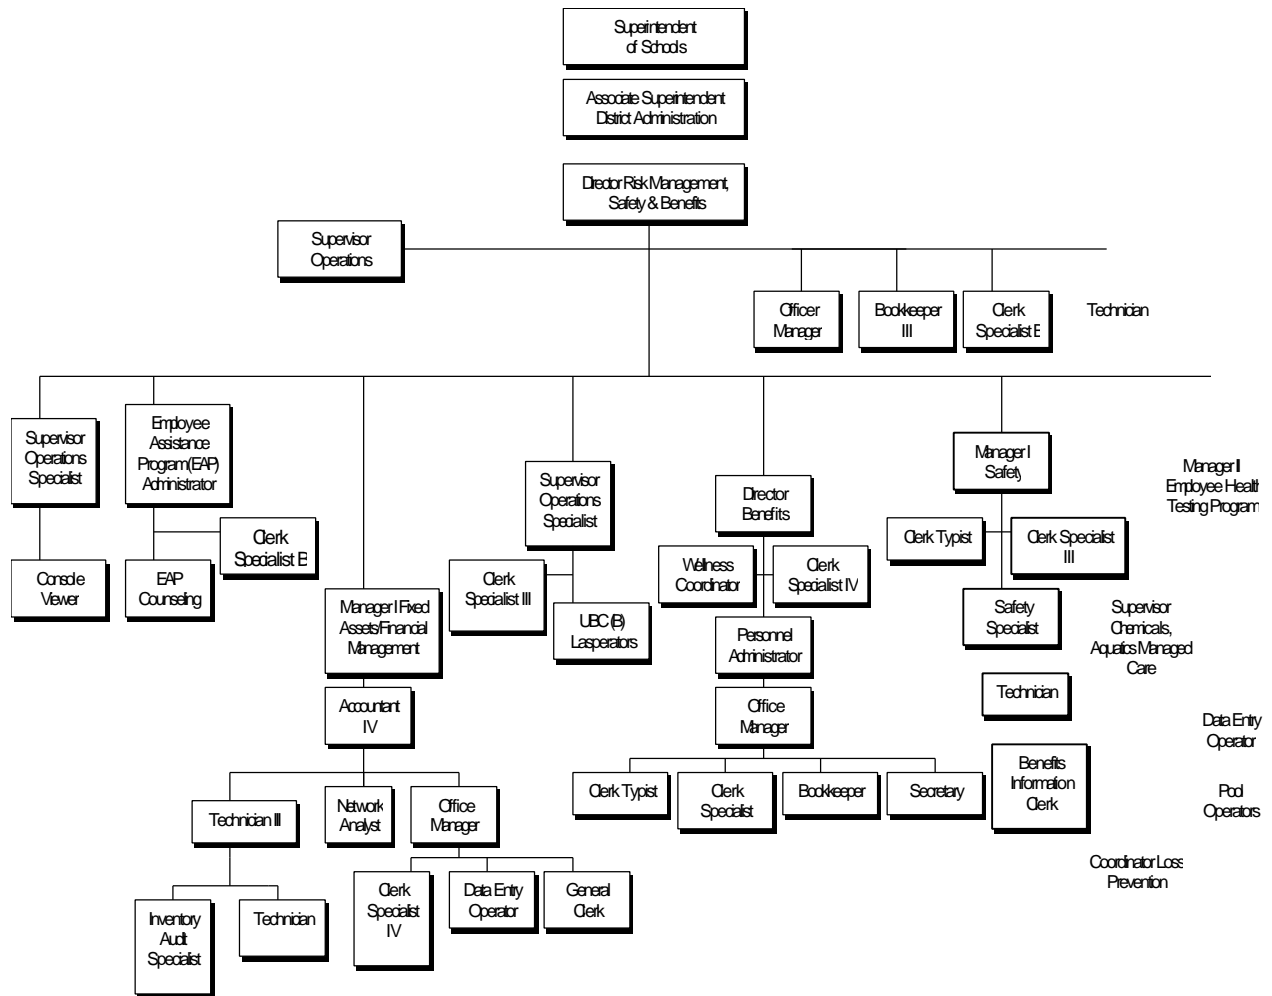 Superintendent
of Schools
Associate Superintendent
District Administration
Director Risk Management,
Safety & Benefits
Supervisor
Operations
Officer
Manager
Bookkeeper
III
Clerk
Specialist B
Technician
Supervisor
Operations
Specialist
Employee
Assistance
Program(EAP)
Administrator
Clerk
Specialist B
Console
Viewer
EAP
Counseling
Manager I Fixed
Assets/Financial
Management
Accountant
IV
Technician III
Network
Analyst
Office
Manager
Inventory
Audit
Specialist
Technician
Clerk
Specialist
IV
Data Entry
Operator
General
Clerk
Supervisor
Operations
Specialist
Clerk
Specialist III
UBC (B)
Lasperators
Director
Benefits
Wellness
Coordinator
Clerk
Specialist IV
Personnel
Administrator
Office
Manager
Clerk Typist
Clerk
Specialist
Bookkeeper
Secretary
Benefits
Information
Clerk
Manager I
Safety
Clerk Typist
Clerk Specialist
III
Safety
Specialist
Technician
Manager II
Employee Health
Testing Program
Supervisor
Chemicals,
Aquatics Managed
Care
Data Entry
Operator
Pool
Operators
Coordinator Loss
Prevention